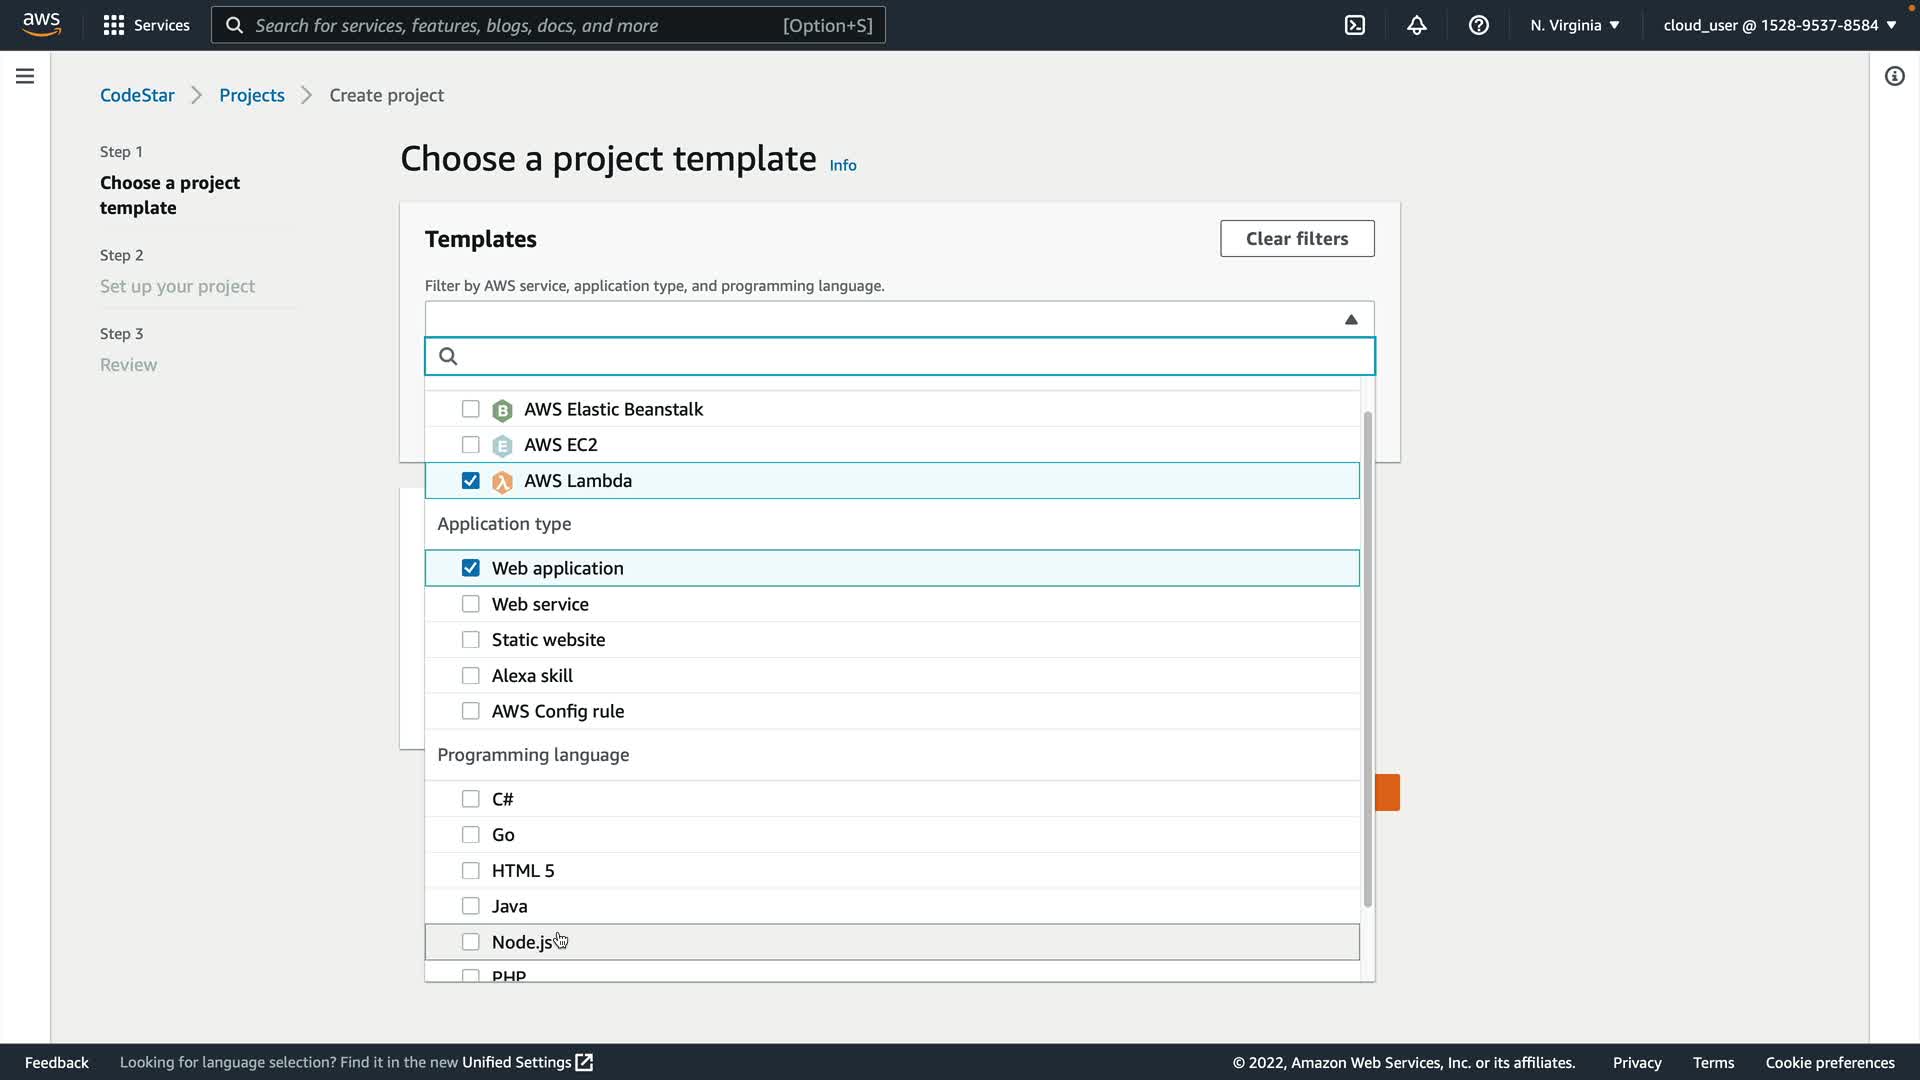 aws
Services
Search for services, features, blogs, docs, and more
[Option+S]
N. Virginia ▼
cloud_user @ 1528-9537-8584 ▼
CodeStar
Projects
Create project
Step 1
Choose a project
template
Step 2
Set up your project
Step 3
Review
Choose a project template Info
Templates
Clear filters
Filter by AWS service, application type, and programming language.
B AWS Elastic Beanstalk
E AWS EC2
λ AWS Lambda
Application type
Web application
Web service
Static website
Alexa skill
AWS Config rule
Programming language
C#
Go
HTML 5
Java
Node.js
PHP
Feedback
Looking for language selection? Find it in the new Unified Settings
© 2022, Amazon Web Services, Inc. or its affiliates.
Privacy
Terms
Cookie preferences